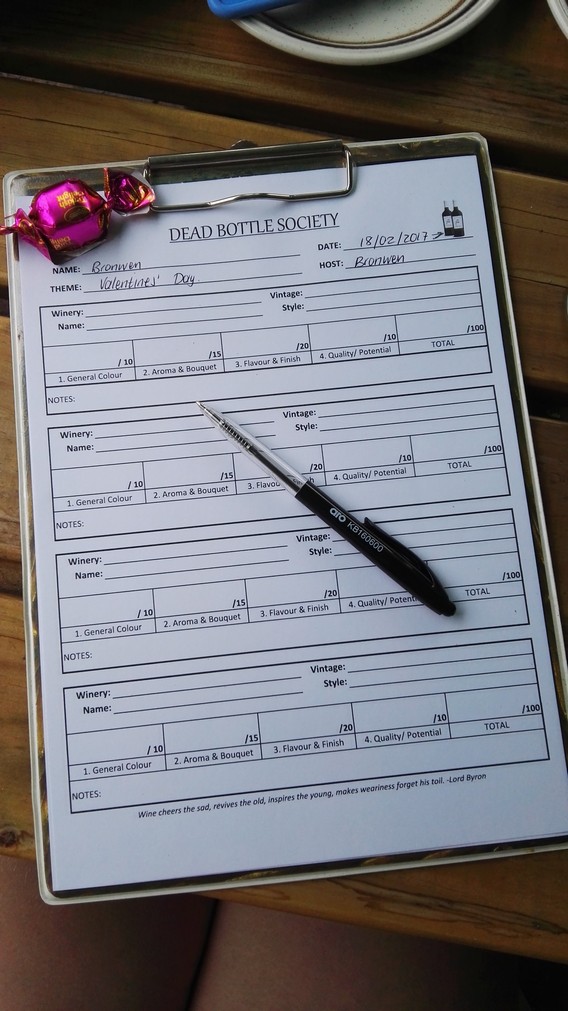 DEAD BOTTLE SOCIETY
DATE: 18/02/2017
NAME: Bronwen HOST: Bronwen
THEME: Valentines' Day.
Winery: Vintage:
Name: Style:
/ 10 /15 /20 /10 /100
1. General Colour 2. Aroma & Bouquet 3. Flavour & Finish 4. Quality/ Potential TOTAL
NOTES:
Winery: Vintage:
Name: Style:
/ 10 /15 /20 /10 /100
1. General Colour 2. Aroma & Bouquet 3. Flavou sh 4. Quality/ Potential TOTAL
NOTES:
Winery: Vintage:
Name: Style:
/ 10 /15 /20 /100
1. General Colour 2. Aroma & Bouquet 3. Flavour & Finish 4. Quality/ Potent TOTAL
NOTES:
Winery: Vintage:
Name: Style:
/ 10 /15 /20 /10 /100
1. General Colour 2. Aroma & Bouquet 3. Flavour & Finish 4. Quality/ Potential TOTAL
NOTES:
Wine cheers the sad, revives the old, inspires the young, makes weariness forget his toil. -Lord Byron
aro KB160600